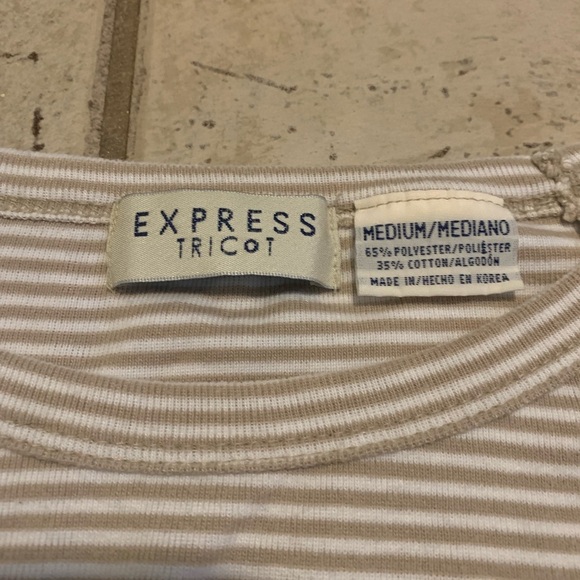 EXPRESS
TRICOT
MEDIUM/MEDIANO
65% POLYESTER/POLIÉSTER
35% COTTON/ALGODÓN
MADE IN/HECHO EN KOREA